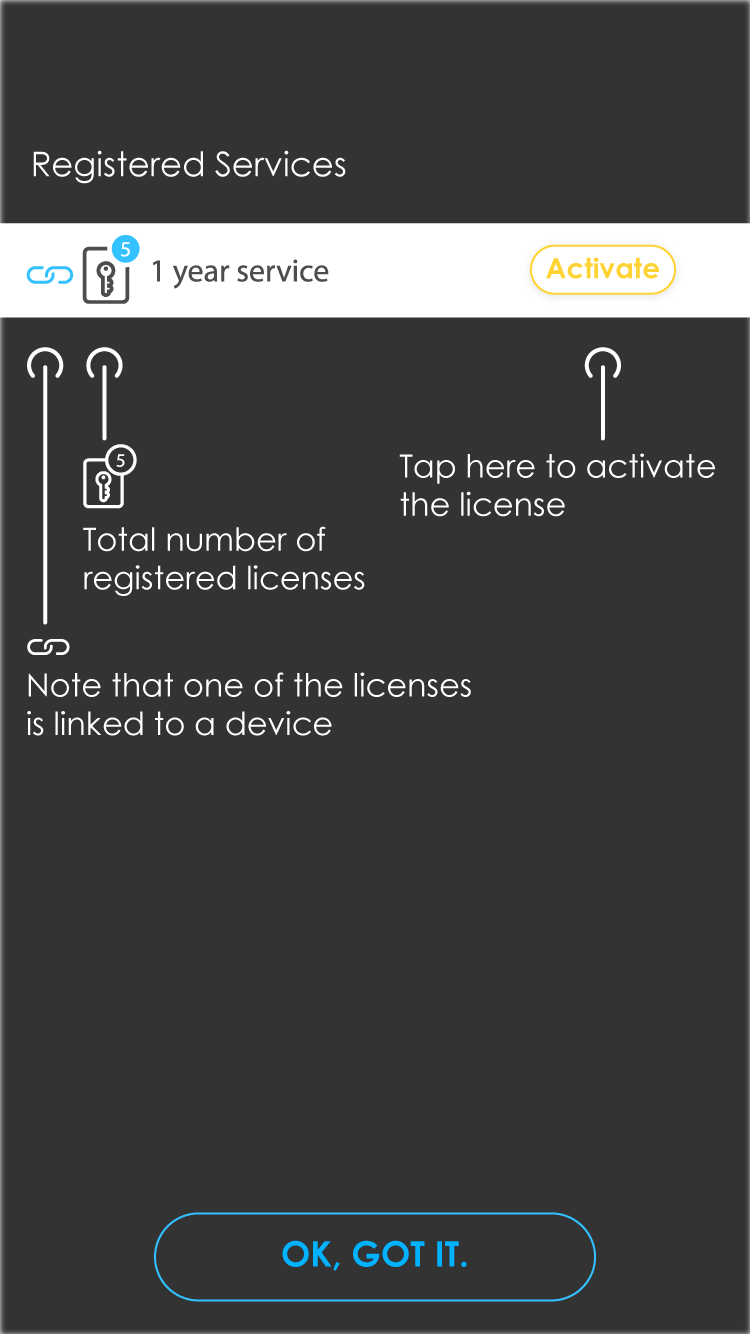 Registered Services
5
1 year service
Activate
5
Total number of
registered licenses
Tap here to activate
the license
Note that one of the licenses
is linked to a device
OK, GOT IT.